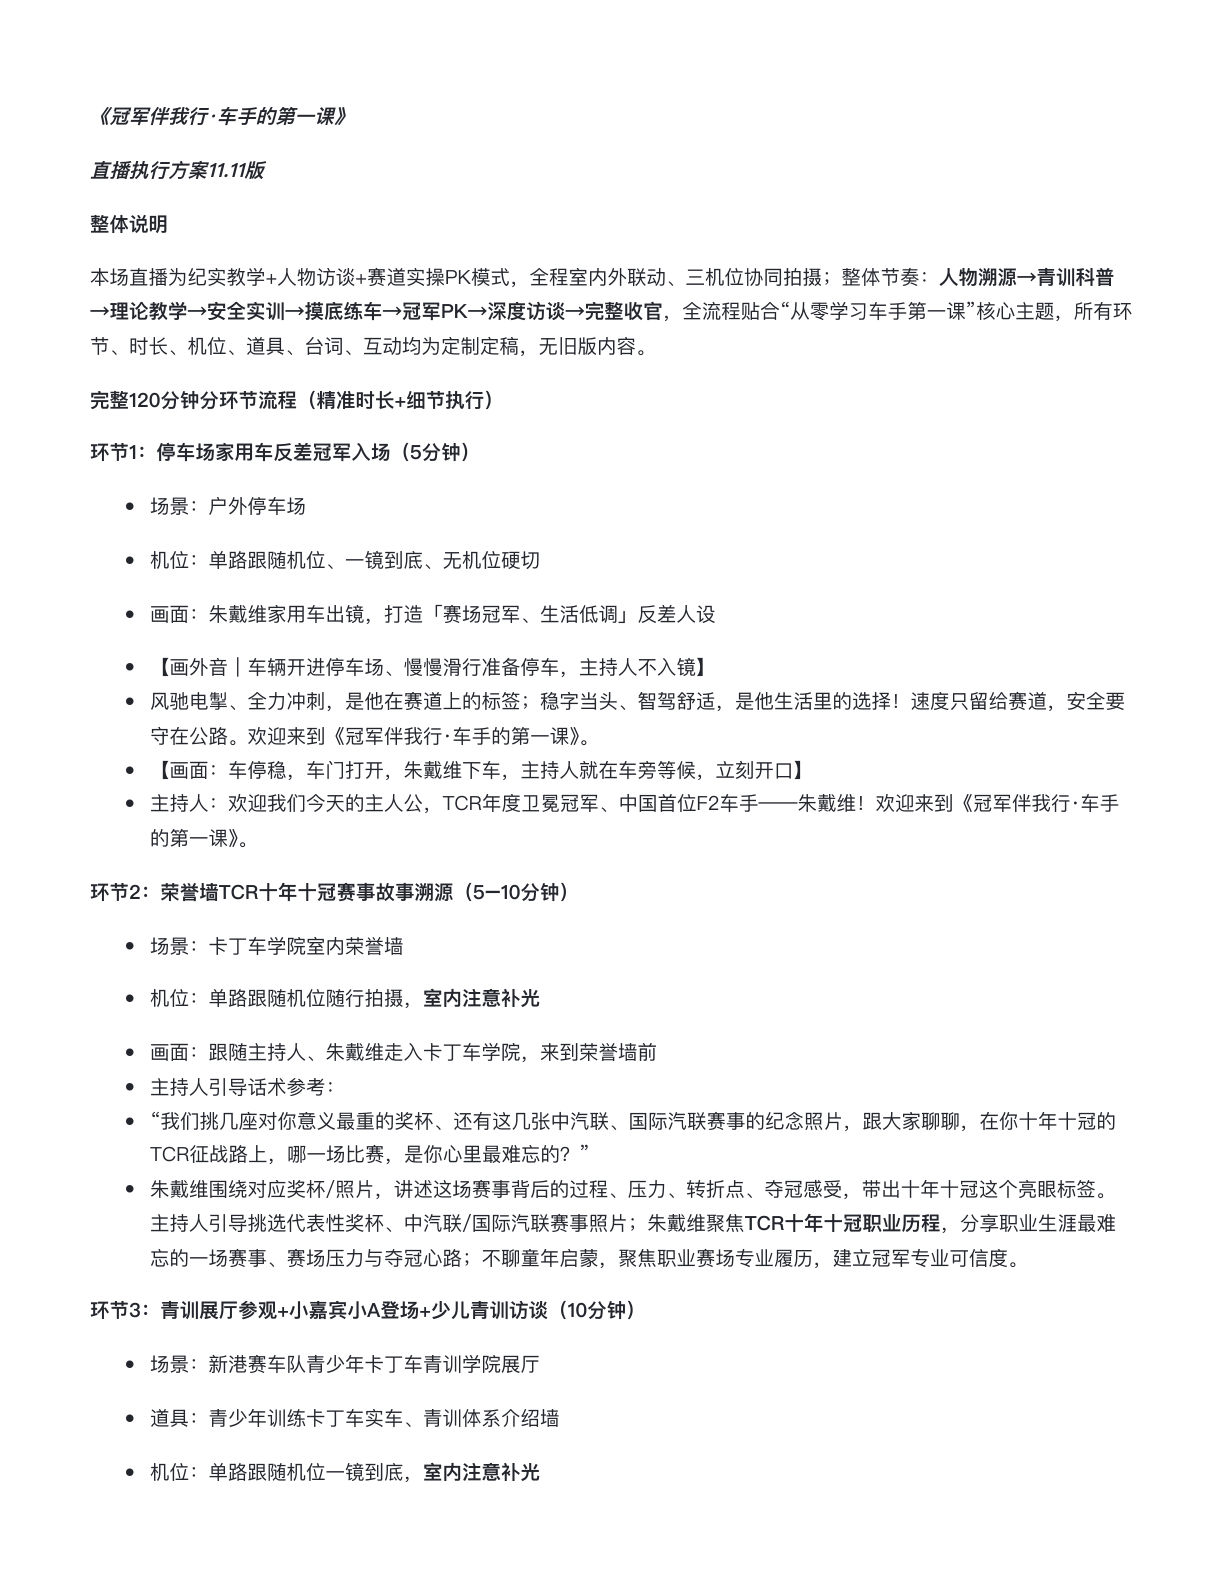 《冠军伴我行·车手的第一课》
直播执行方案11.11版
整体说明
本场直播为纪实教学+人物访谈+赛道实操PK模式，全程室内外联动、三机位协同拍摄；整体节奏：人物溯源→青训科普
→理论教学→安全实训→摸底练车→冠军PK→深度访谈→完整收官，全流程贴合“从零学习车手第一课”核心主题，所有环
节、时长、机位、道具、台词、互动均为定制定稿，无旧版内容。
完整120分钟分环节流程（精准时长+细节执行）
环节1：停车场家用车反差冠军入场（5分钟）
• 场景：户外停车场
• 机位：单路跟随机位、一镜到底、无机位硬切
• 画面：朱戴维家用车出镜，打造「赛场冠军、生活低调」反差人设
• 【画外音｜车辆开进停车场、慢慢滑行准备停车，主持人不入镜】
• 风驰电掣、全力冲刺，是他在赛道上的标签；稳字当头、智驾舒适，是他生活里的选择！速度只留给赛道，安全要
守在公路。欢迎来到《冠军伴我行·车手的第一课》。
• 【画面：车停稳，车门打开，朱戴维下车，主持人就在车旁等候，立刻开口】
• 主持人：欢迎我们今天的主人公，TCR年度卫冕冠军、中国首位F2车手——朱戴维！欢迎来到《冠军伴我行·车手
的第一课》。
环节2：荣誉墙TCR十年十冠赛事故事溯源（5—10分钟）
• 场景：卡丁车学院室内荣誉墙
• 机位：单路跟随机位随行拍摄，室内注意补光
• 画面：跟随主持人、朱戴维走入卡丁车学院，来到荣誉墙前
• 主持人引导话术参考：
• “我们挑几座对你意义最重的奖杯、还有这几张中汽联、国际汽联赛事的纪念照片，跟大家聊聊，在你十年十冠的
TCR征战路上，哪一场比赛，是你心里最难忘的？”
• 朱戴维围绕对应奖杯/照片，讲述这场赛事背后的过程、压力、转折点、夺冠感受，带出十年十冠这个亮眼标签。
主持人引导挑选代表性奖杯、中汽联/国际汽联赛事照片；朱戴维聚焦TCR十年十冠职业历程，分享职业生涯最难
忘的一场赛事、赛场压力与夺冠心路；不聊童年启蒙，聚焦职业赛场专业履历，建立冠军专业可信度。
环节3：青训展厅参观+小嘉宾小A登场+少儿青训访谈（10分钟）
• 场景：新港赛车队青少年卡丁车青训学院展厅
• 道具：青少年训练卡丁车实车、青训体系介绍墙
• 机位：单路跟随机位一镜到底，室内注意补光